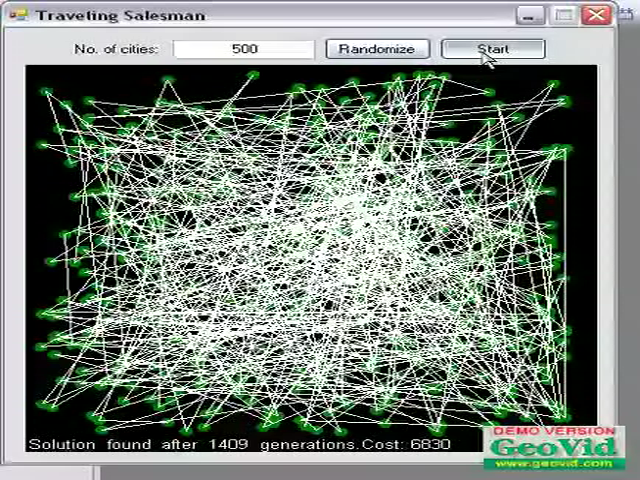 Traveling Salesman
No. of cities: 500 Randomize Start
Solution found after 1409 generations.Cost: 6830
DEMO VERSION
GeoVid
www.geovid.com